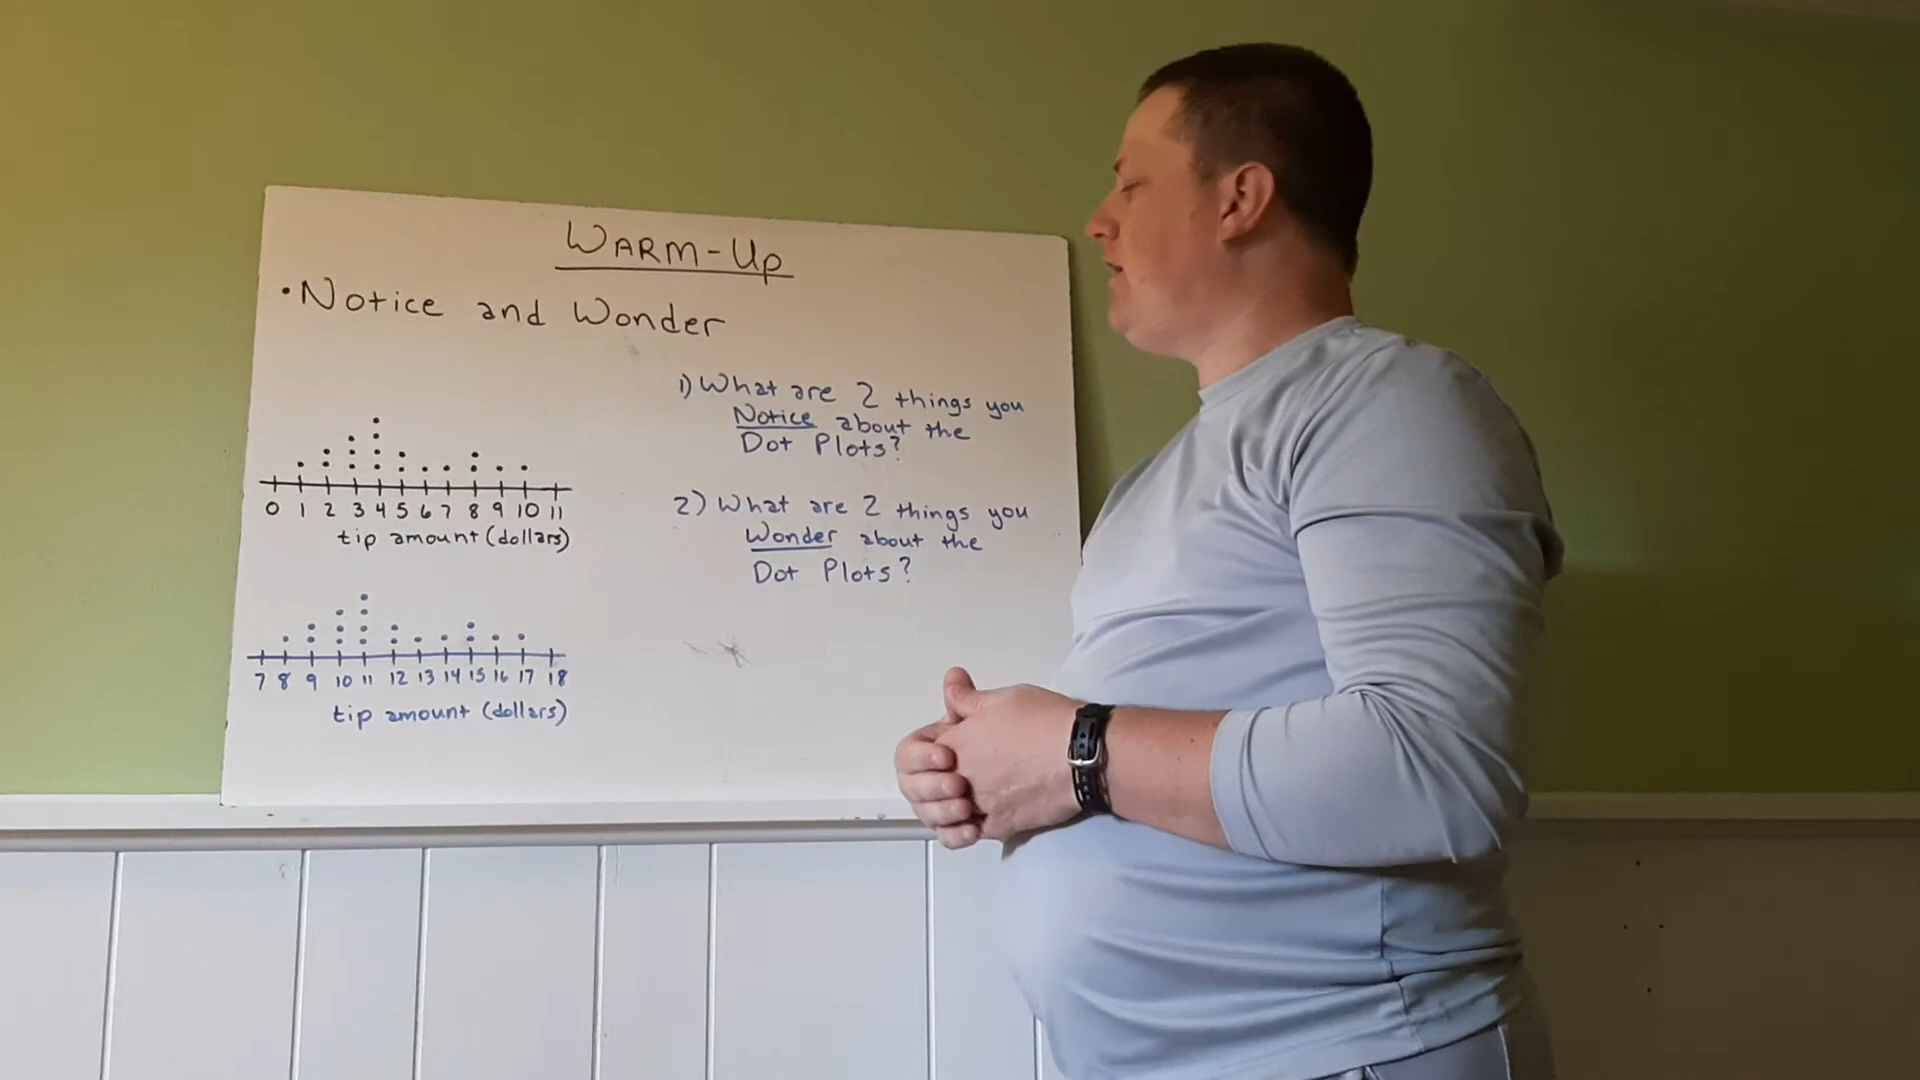 WARM-Up
• Notice and Wonder
1) What are 2 things you
Notice about the
Dot Plots?
2) What are 2 things you
Wonder about the
Dot Plots?
0 1 2 3 4 5 6 7 8 9 10 11
tip amount (dollars)
7 8 9 10 11 12 13 14 15 16 17 18
tip amount (dollars)